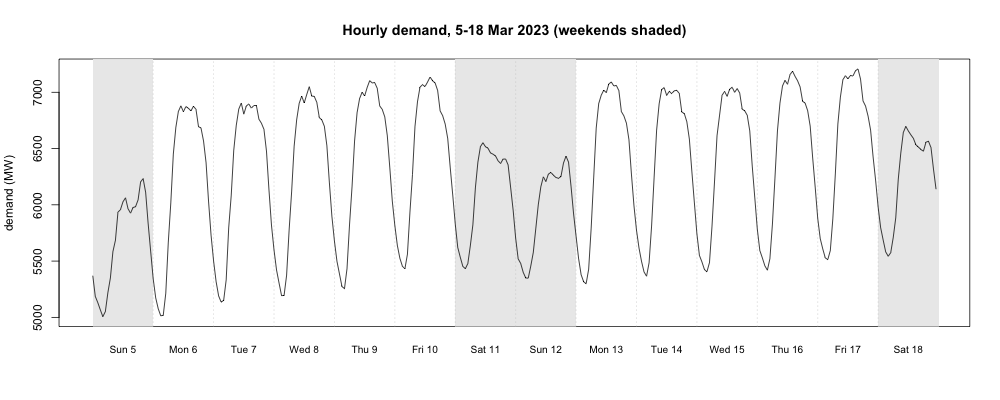 Hourly demand, 5-18 Mar 2023 (weekends shaded)
demand (MW)
7000
6500
6000
5500
5000
Sun 5 Mon 6 Tue 7 Wed 8 Thu 9 Fri 10 Sat 11 Sun 12 Mon 13 Tue 14 Wed 15 Thu 16 Fri 17 Sat 18